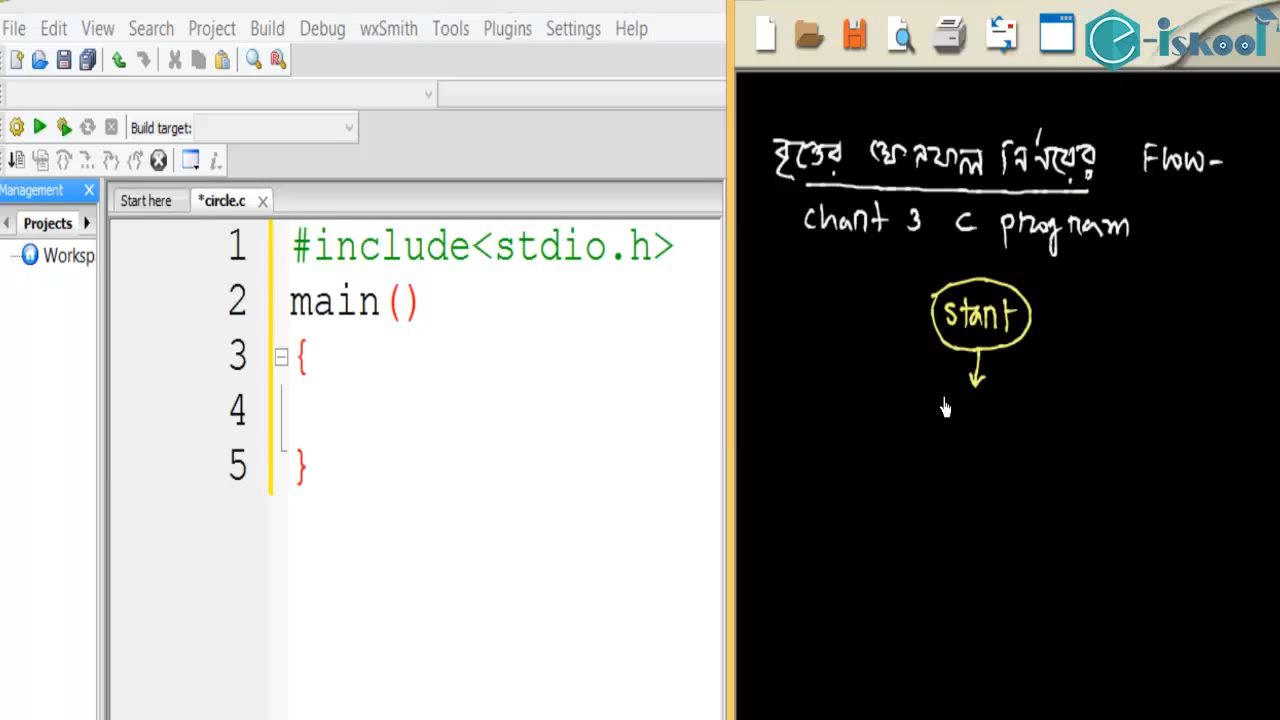 File Edit View Search Project Build Debug wxSmith Tools Plugins Settings Help
e-iskool
Build target:
Management
Start here *circle.c
Projects
Worksp
1 #include<stdio.h>
2 main()
3 {
4
5 }
বৃত্তের ক্ষেত্রফল নির্ণয়ের Flow-
chart ও C program
start